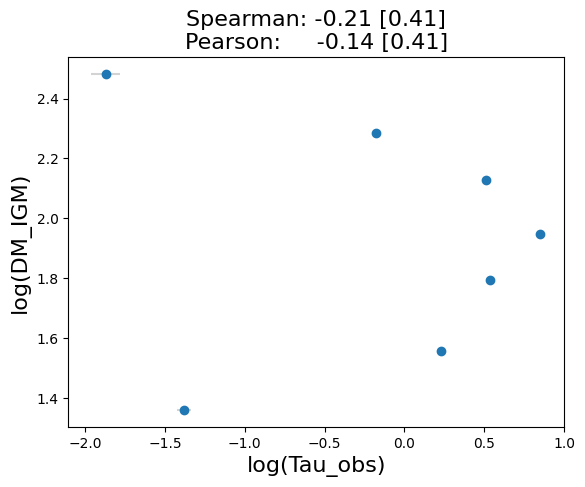 Spearman: -0.21 [0.41]
Pearson: -0.14 [0.41]
log(DM_IGM)
2.4
2.2
2.0
1.8
1.6
1.4
−2.0 −1.5 −1.0 −0.5 0.0 0.5 1.0
log(Tau_obs)